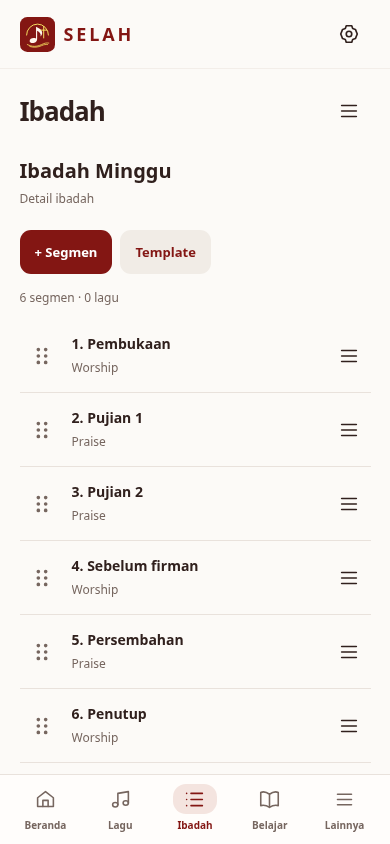 SELAH
Ibadah
Ibadah Minggu
Detail ibadah
+ Segmen
Template
6 segmen · 0 lagu
1. Pembukaan
Worship
2. Pujian 1
Praise
3. Pujian 2
Praise
4. Sebelum firman
Worship
5. Persembahan
Praise
6. Penutup
Worship
Beranda
Lagu
Ibadah
Belajar
Lainnya